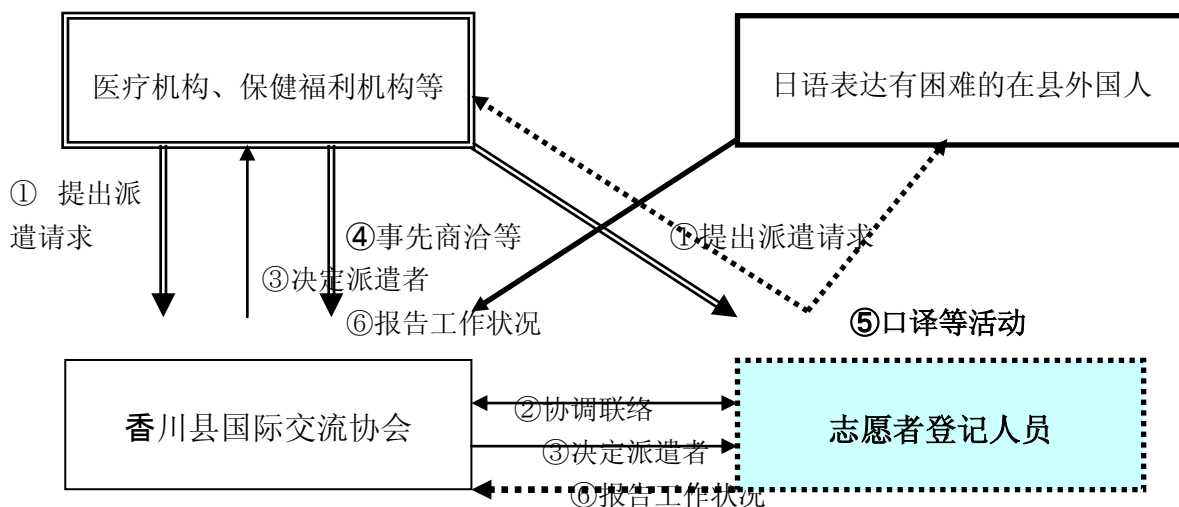 医疗机构、保健福利机构等
日语表达有困难的在县外国人
① 提出派
遣请求
④事先商洽等
①提出派遣请求
③决定派遣者
⑥报告工作状况
⑤口译等活动
香川县国际交流协会
②协调联络
志愿者登记人员
③决定派遣者
⑥报告工作状况